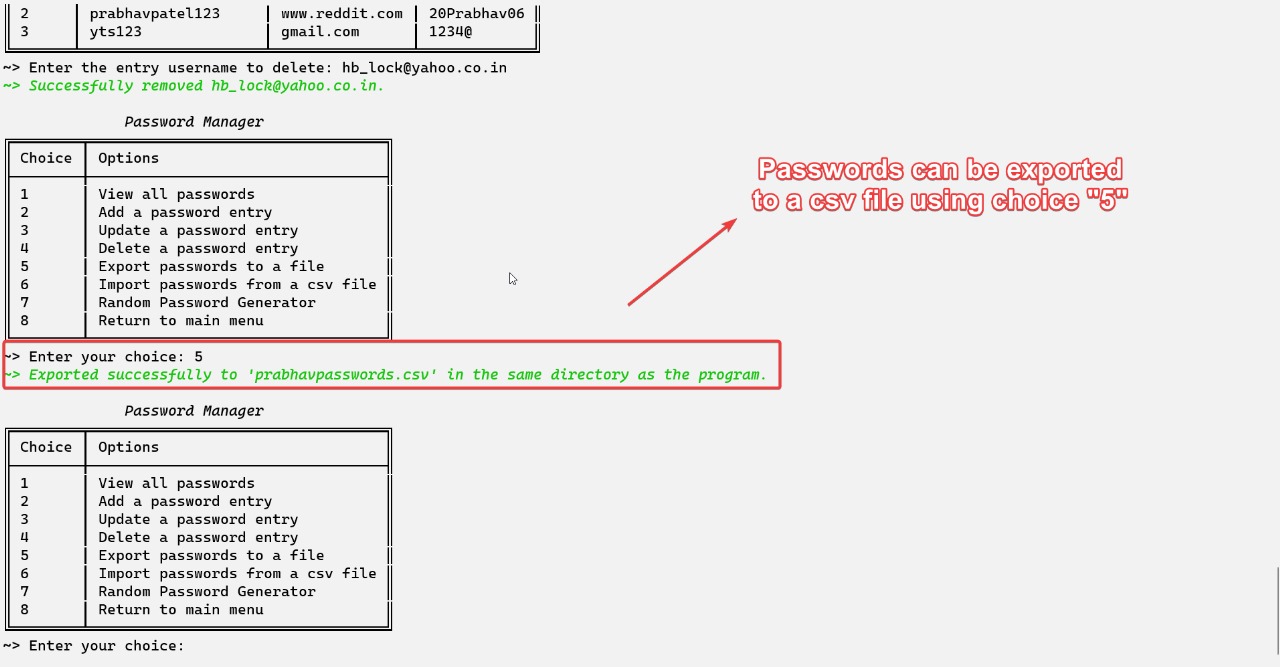 2 prabhavpatel123 www.reddit.com 20Prabhav06
3 yts123 gmail.com 1234@
~> Enter the entry username to delete: hb_lock@yahoo.co.in
~> Successfully removed hb_lock@yahoo.co.in.
Password Manager
Choice Options
1 View all passwords
2 Add a password entry
3 Update a password entry
4 Delete a password entry
5 Export passwords to a file
6 Import passwords from a csv file
7 Random Password Generator
8 Return to main menu
Passwords can be exported
to a csv file using choice "5"
~> Enter your choice: 5
~> Exported successfully to 'prabhavpasswords.csv' in the same directory as the program.
Password Manager
Choice Options
1 View all passwords
2 Add a password entry
3 Update a password entry
4 Delete a password entry
5 Export passwords to a file
6 Import passwords from a csv file
7 Random Password Generator
8 Return to main menu
~> Enter your choice: